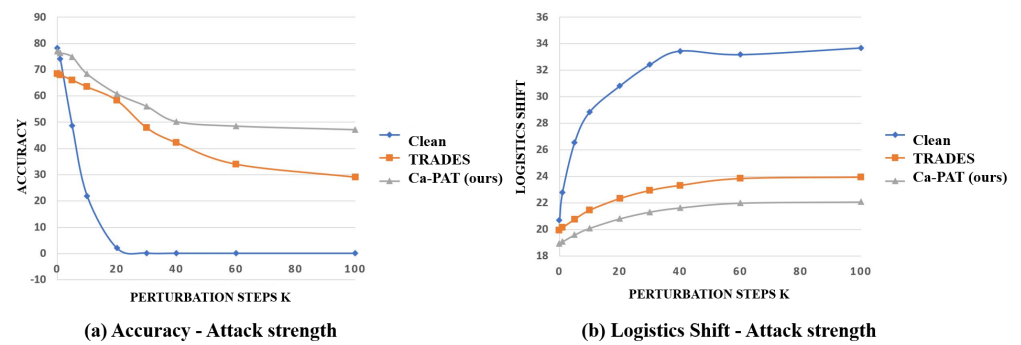 90
80
70
60
50
40
30
20
10
0
-10
0 20 40 60 80 100
ACCURACY
PERTURBATION STEPS K
Clean
TRADES
Ca-PAT (ours)
(a) Accuracy - Attack strength
36
34
32
30
28
26
24
22
20
18
0 20 40 60 80 100
LOGISTICS SHIFT
PERTURBATION STEPS K
Clean
TRADES
Ca-PAT (ours)
(b) Logistics Shift - Attack strength